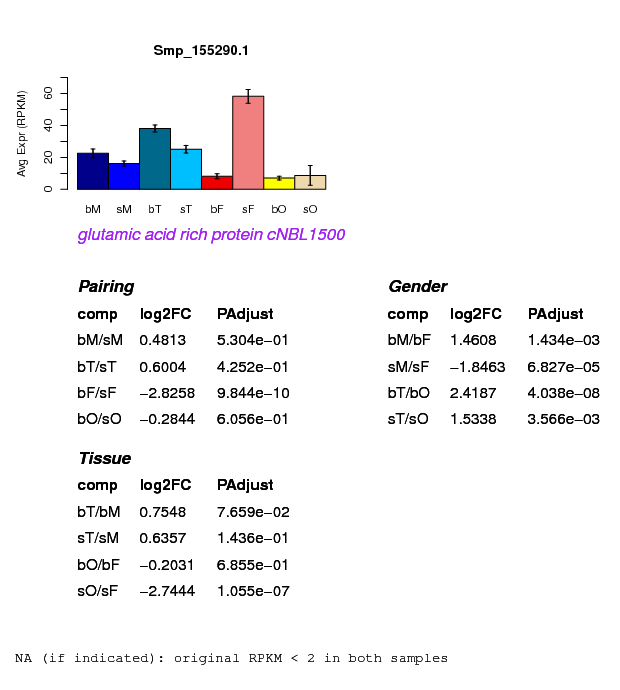 Smp_155290.1
Avg Expr (RPKM)
0 20 40 60
bM sM bT sT bF sF bO sO
glutamic acid rich protein cNBL1500
Pairing
comp log2FC PAdjust
bM/sM 0.4813 5.304e−01
bT/sT 0.6004 4.252e−01
bF/sF −2.8258 9.844e−10
bO/sO −0.2844 6.056e−01
Gender
comp log2FC PAdjust
bM/bF 1.4608 1.434e−03
sM/sF −1.8463 6.827e−05
bT/bO 2.4187 4.038e−08
sT/sO 1.5338 3.566e−03
Tissue
comp log2FC PAdjust
bT/bM 0.7548 7.659e−02
sT/sM 0.6357 1.436e−01
bO/bF −0.2031 6.855e−01
sO/sF −2.7444 1.055e−07
NA (if indicated): original RPKM < 2 in both samples